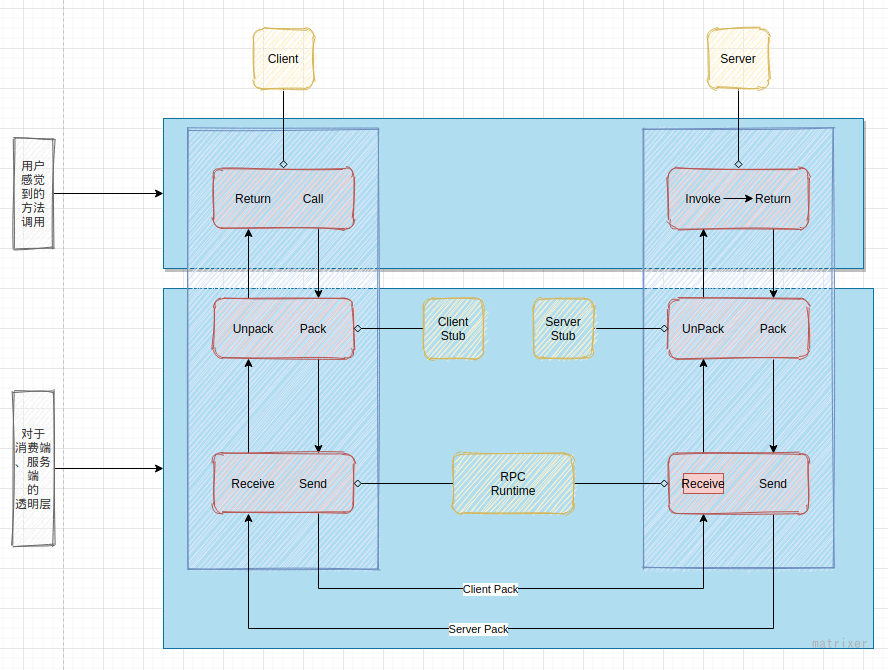 Client
Server
用户
感觉
到的
方法
调用
Return
Call
Invoke
Return
Unpack
Pack
Client
Stub
Server
Stub
UnPack
Pack
对于
消费端
、服务
端
的
透明层
Receive
Send
RPC
Runtime
Receive
Send
Client Pack
Server Pack
matrixer